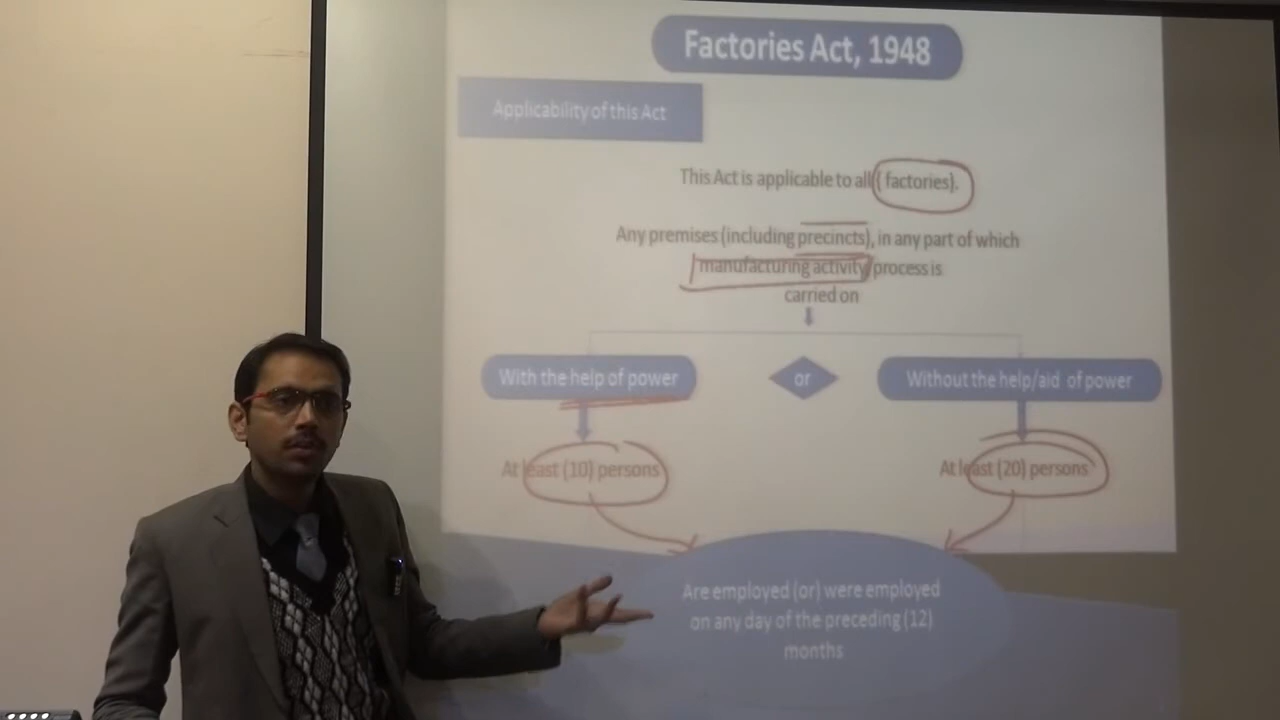 Factories Act, 1948
Applicability of this Act
This Act is applicable to all ( factories).
Any premises (including precincts), in any part of which
manufacturing activity process is
carried on
With the help of power
or
Without the help/aid of power
At least (10) persons
At least (20) persons
Are employed (or) were employed
on any day of the preceding (12)
months